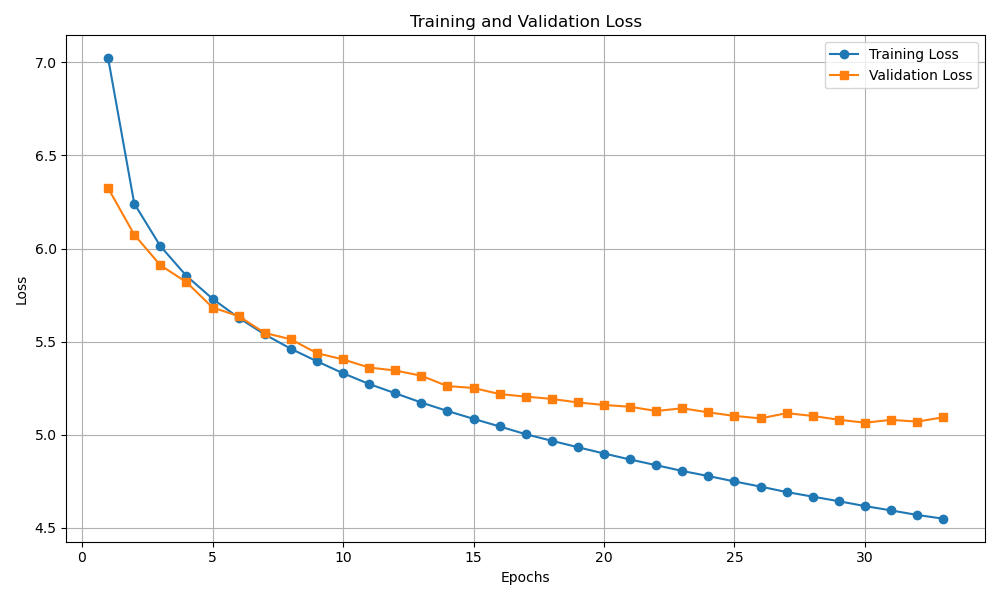 Training and Validation Loss
Training Loss
Validation Loss
7.0
6.5
6.0
5.5
5.0
4.5
Loss
0 5 10 15 20 25 30
Epochs